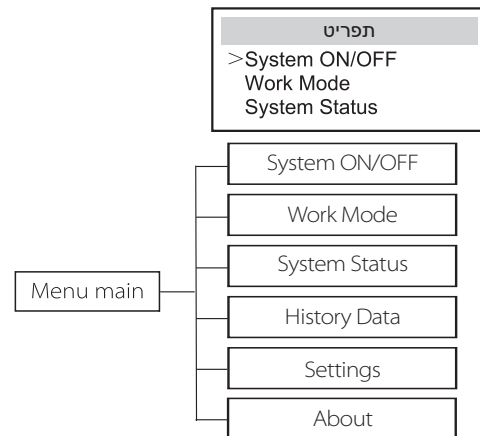 תפריט
>System ON/OFF
Work Mode
System Status
System ON/OFF
Work Mode
System Status
Menu main
History Data
Settings
About